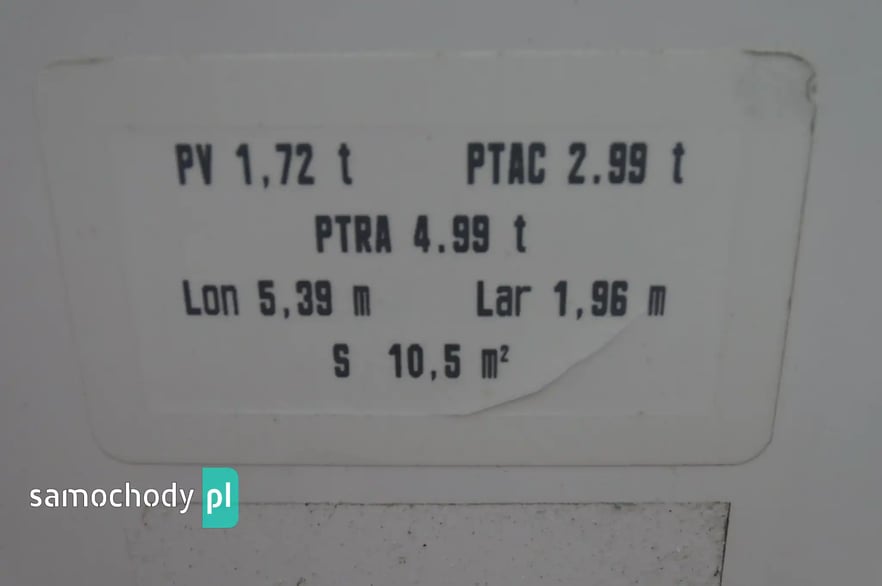 PV 1,72 t PTAC 2.99 t
PTRA 4.99 t
Lon 5,39 m Lar 1,96 m
S 10,5 m²
samochody pl